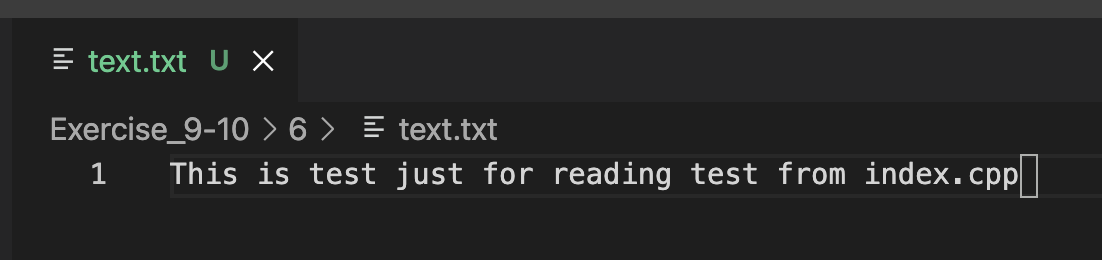 text.txt U
Exercise_9-10 > 6 > text.txt
1 This is test just for reading test from index.cpp